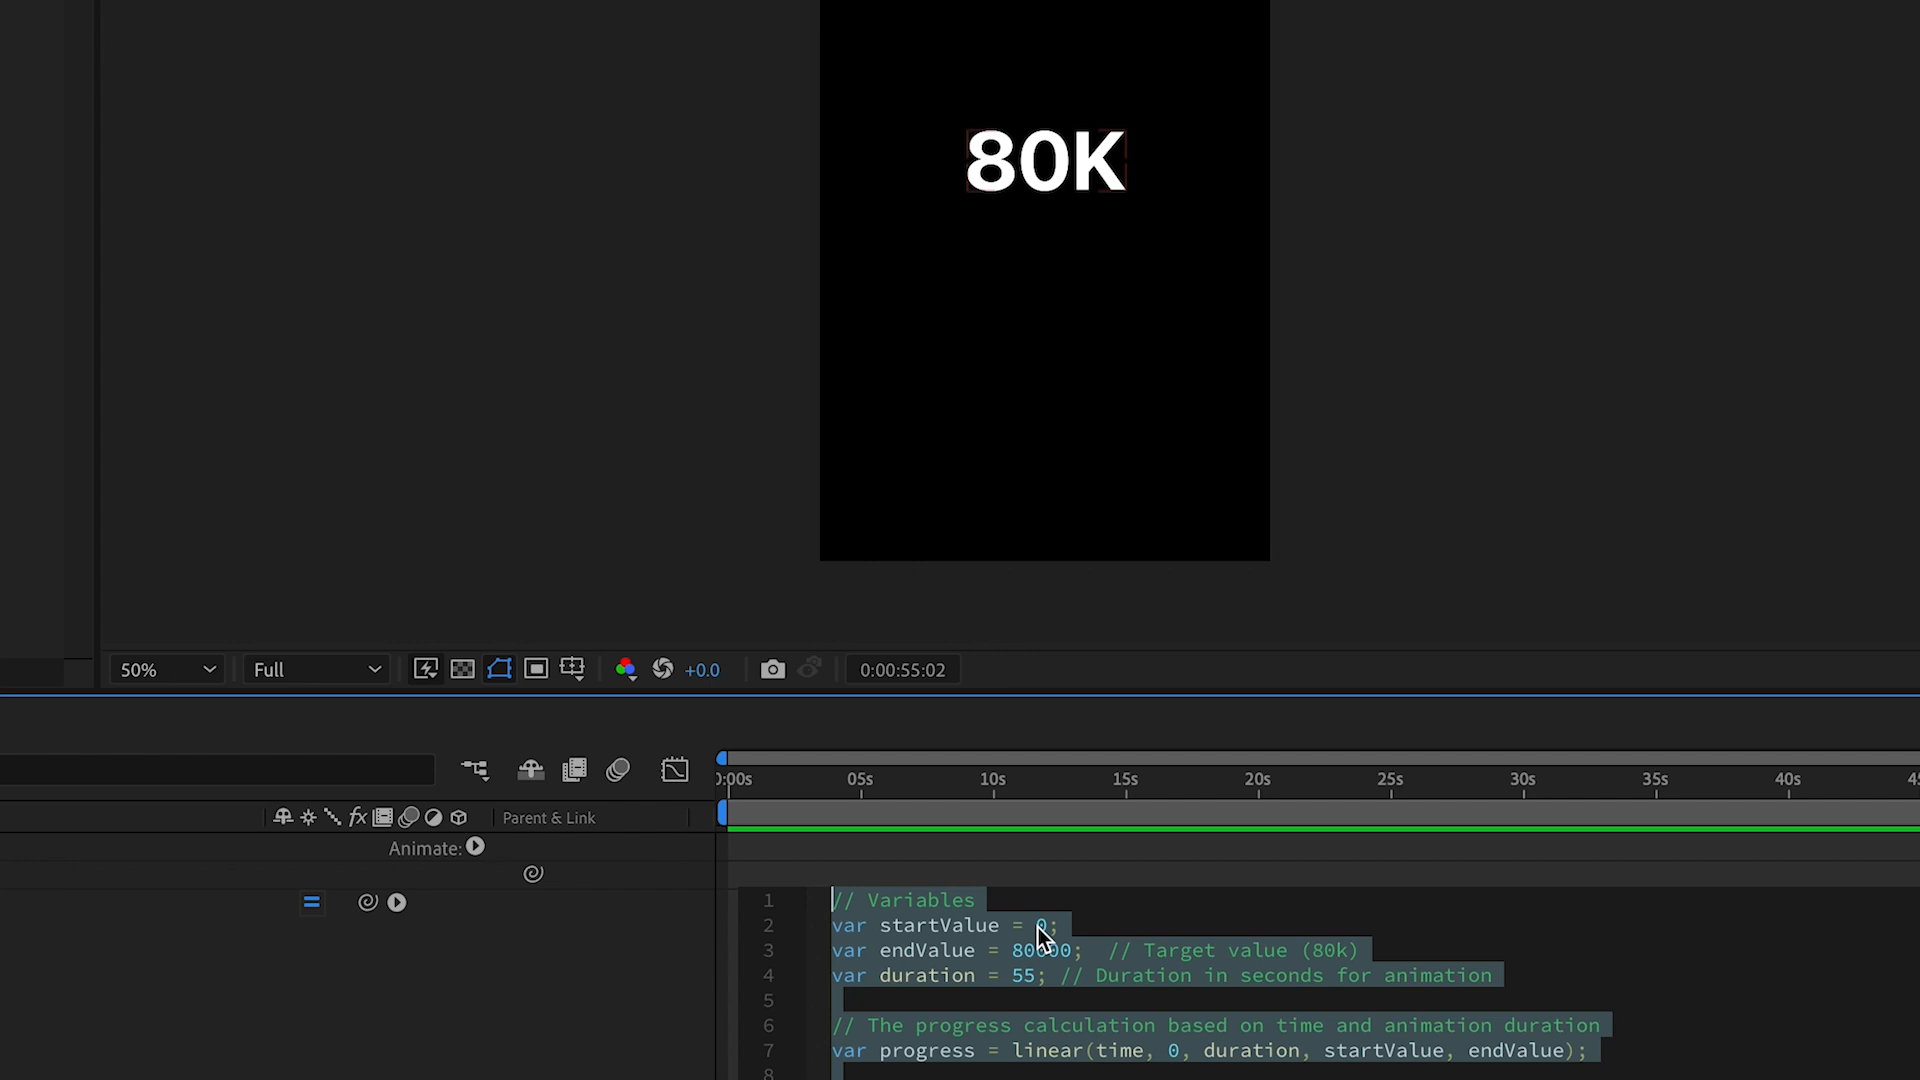 80K
50%
Full
+0.0
0:00:55:02
05s
10s
15s
20s
25s
30s
35s
40s
fx
Parent & Link
Animate:
1 // Variables
2 var startValue = 0;
3 var endValue = 80000; // Target value (80k)
4 var duration = 55; // Duration in seconds for animation
5
6 // The progress calculation based on time and animation duration
7 var progress = linear(time, 0, duration, startValue, endValue);
8